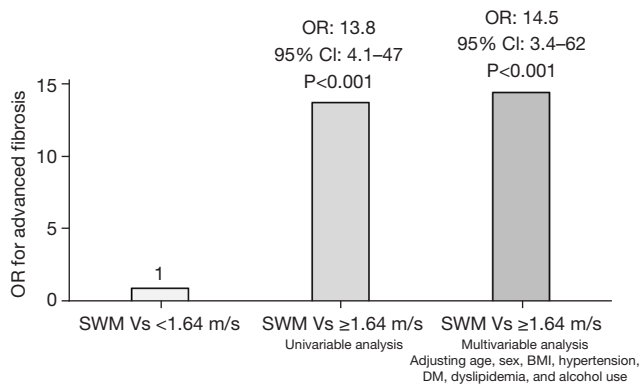 OR: 13.8
95% CI: 4.1–47
P<0.001
OR: 14.5
95% CI: 3.4–62
P<0.001
OR for advanced fibrosis
15
10
5
0
1
SWM Vs <1.64 m/s
SWM Vs ≥1.64 m/s
Univariable analysis
SWM Vs ≥1.64 m/s
Multivariable analysis
Adjusting age, sex, BMI, hypertension,
DM, dyslipidemia, and alcohol use